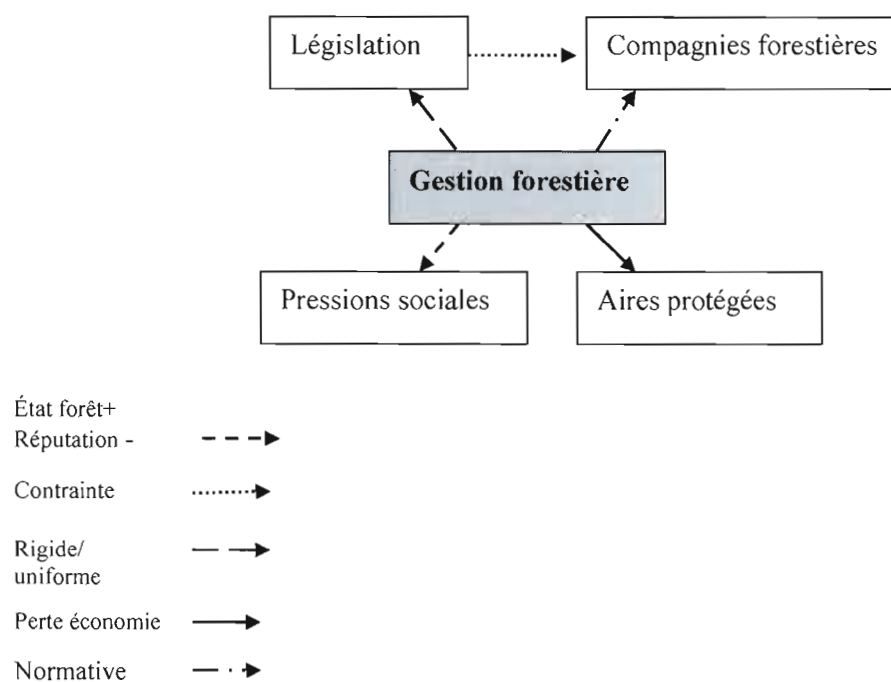 Législation
Compagnies forestières
Gestion forestière
Pressions sociales
Aires protégées
État forêt+
Réputation -
Contrainte
Rigide/
uniforme
Perte économie
Normative